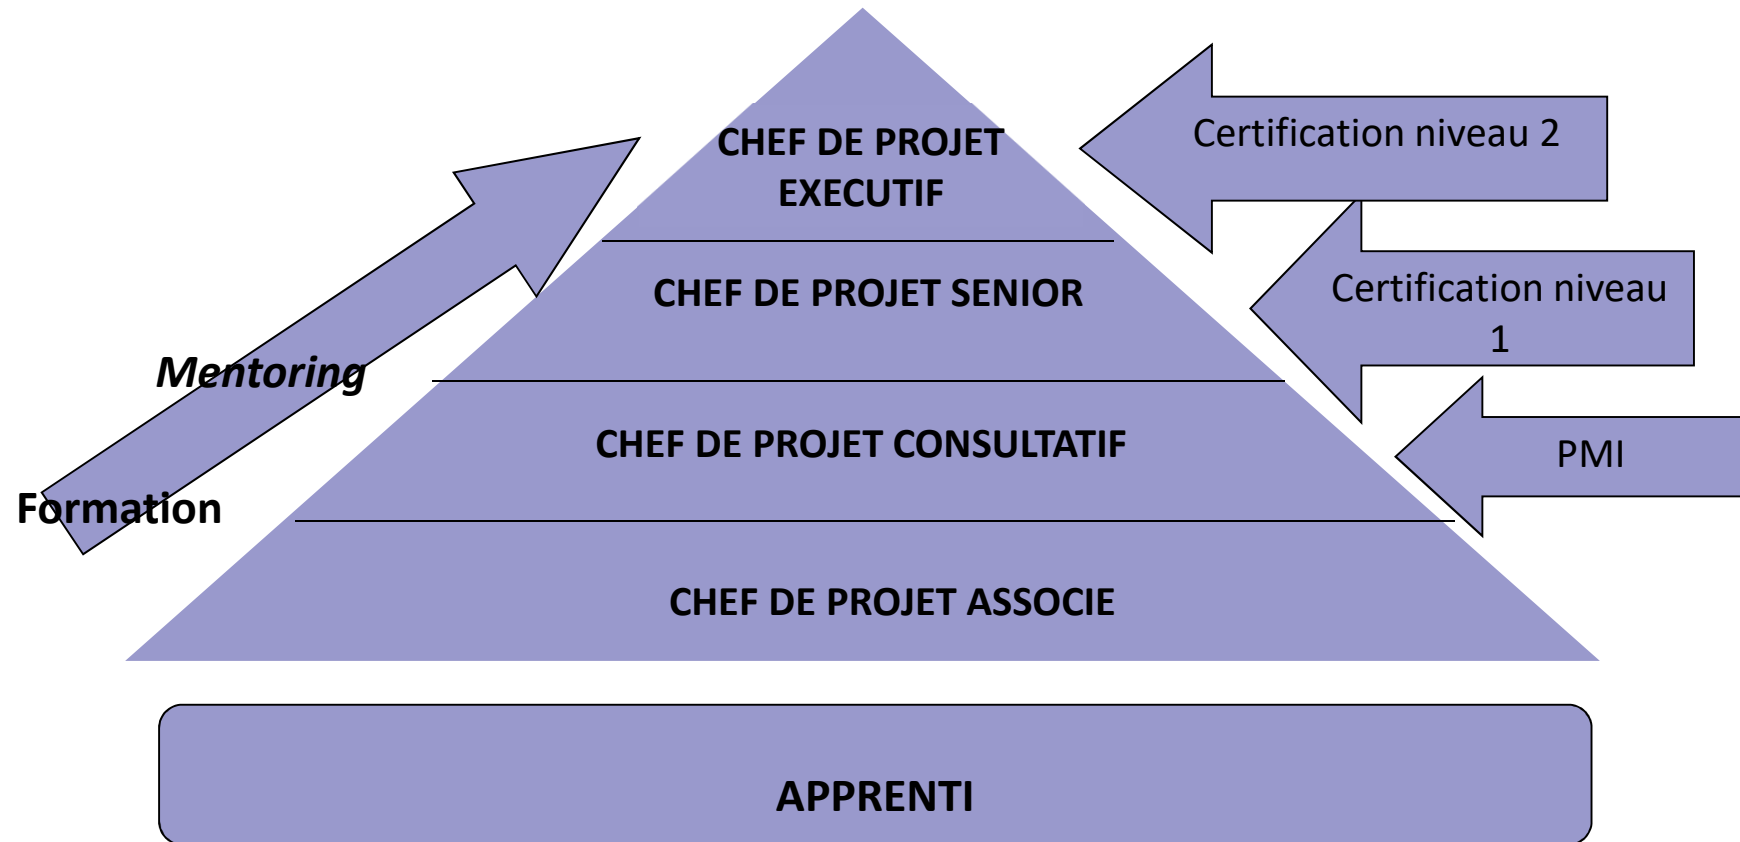 CHEF DE PROJET
EXECUTIF
Certification niveau 2
CHEF DE PROJET SENIOR
Certification niveau
1
Mentoring
CHEF DE PROJET CONSULTATIF
PMI
Formation
CHEF DE PROJET ASSOCIE
APPRENTI